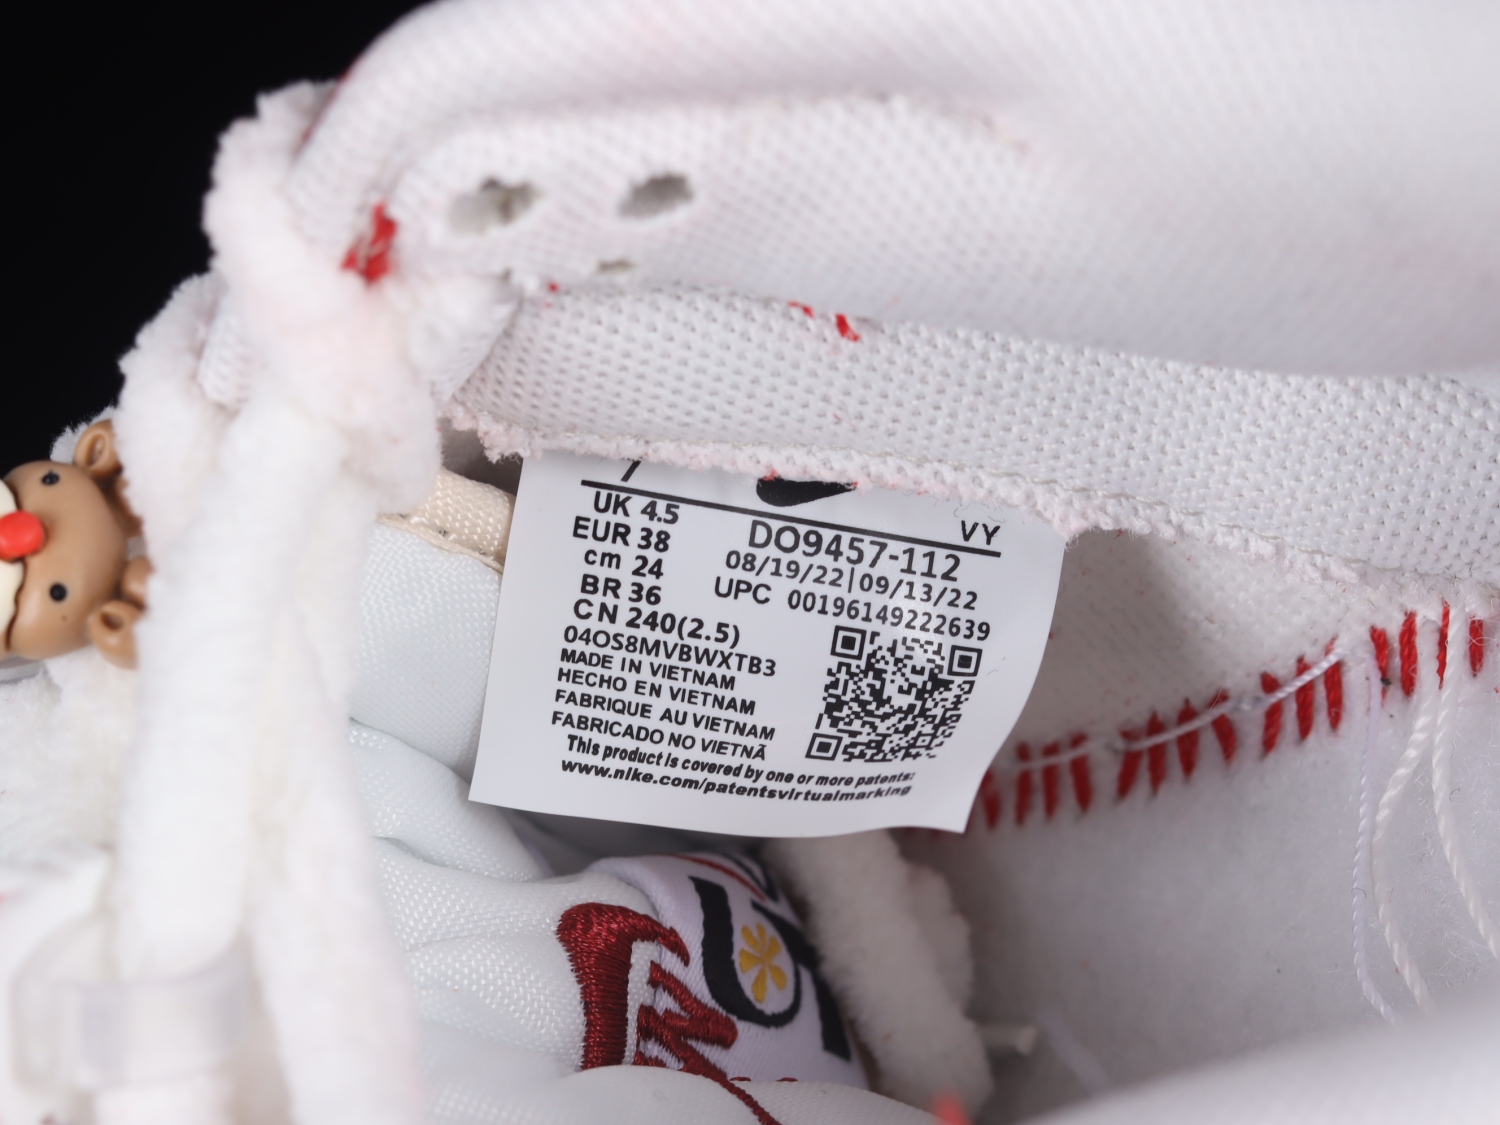 VY
UK 4.5
EUR 38
cm 24
BR 36
CN 240(2.5)
DO9457-112
08/19/22|09/13/22
UPC 00196149222639
04OS8MVBWXTB3
MADE IN VIETNAM
HECHO EN VIETNAM
FABRIQUE AU VIETNAM
FABRICADO NO VIETNÃ
This product is covered by one or more patents:
www.nike.com/patentsvirtualmarking